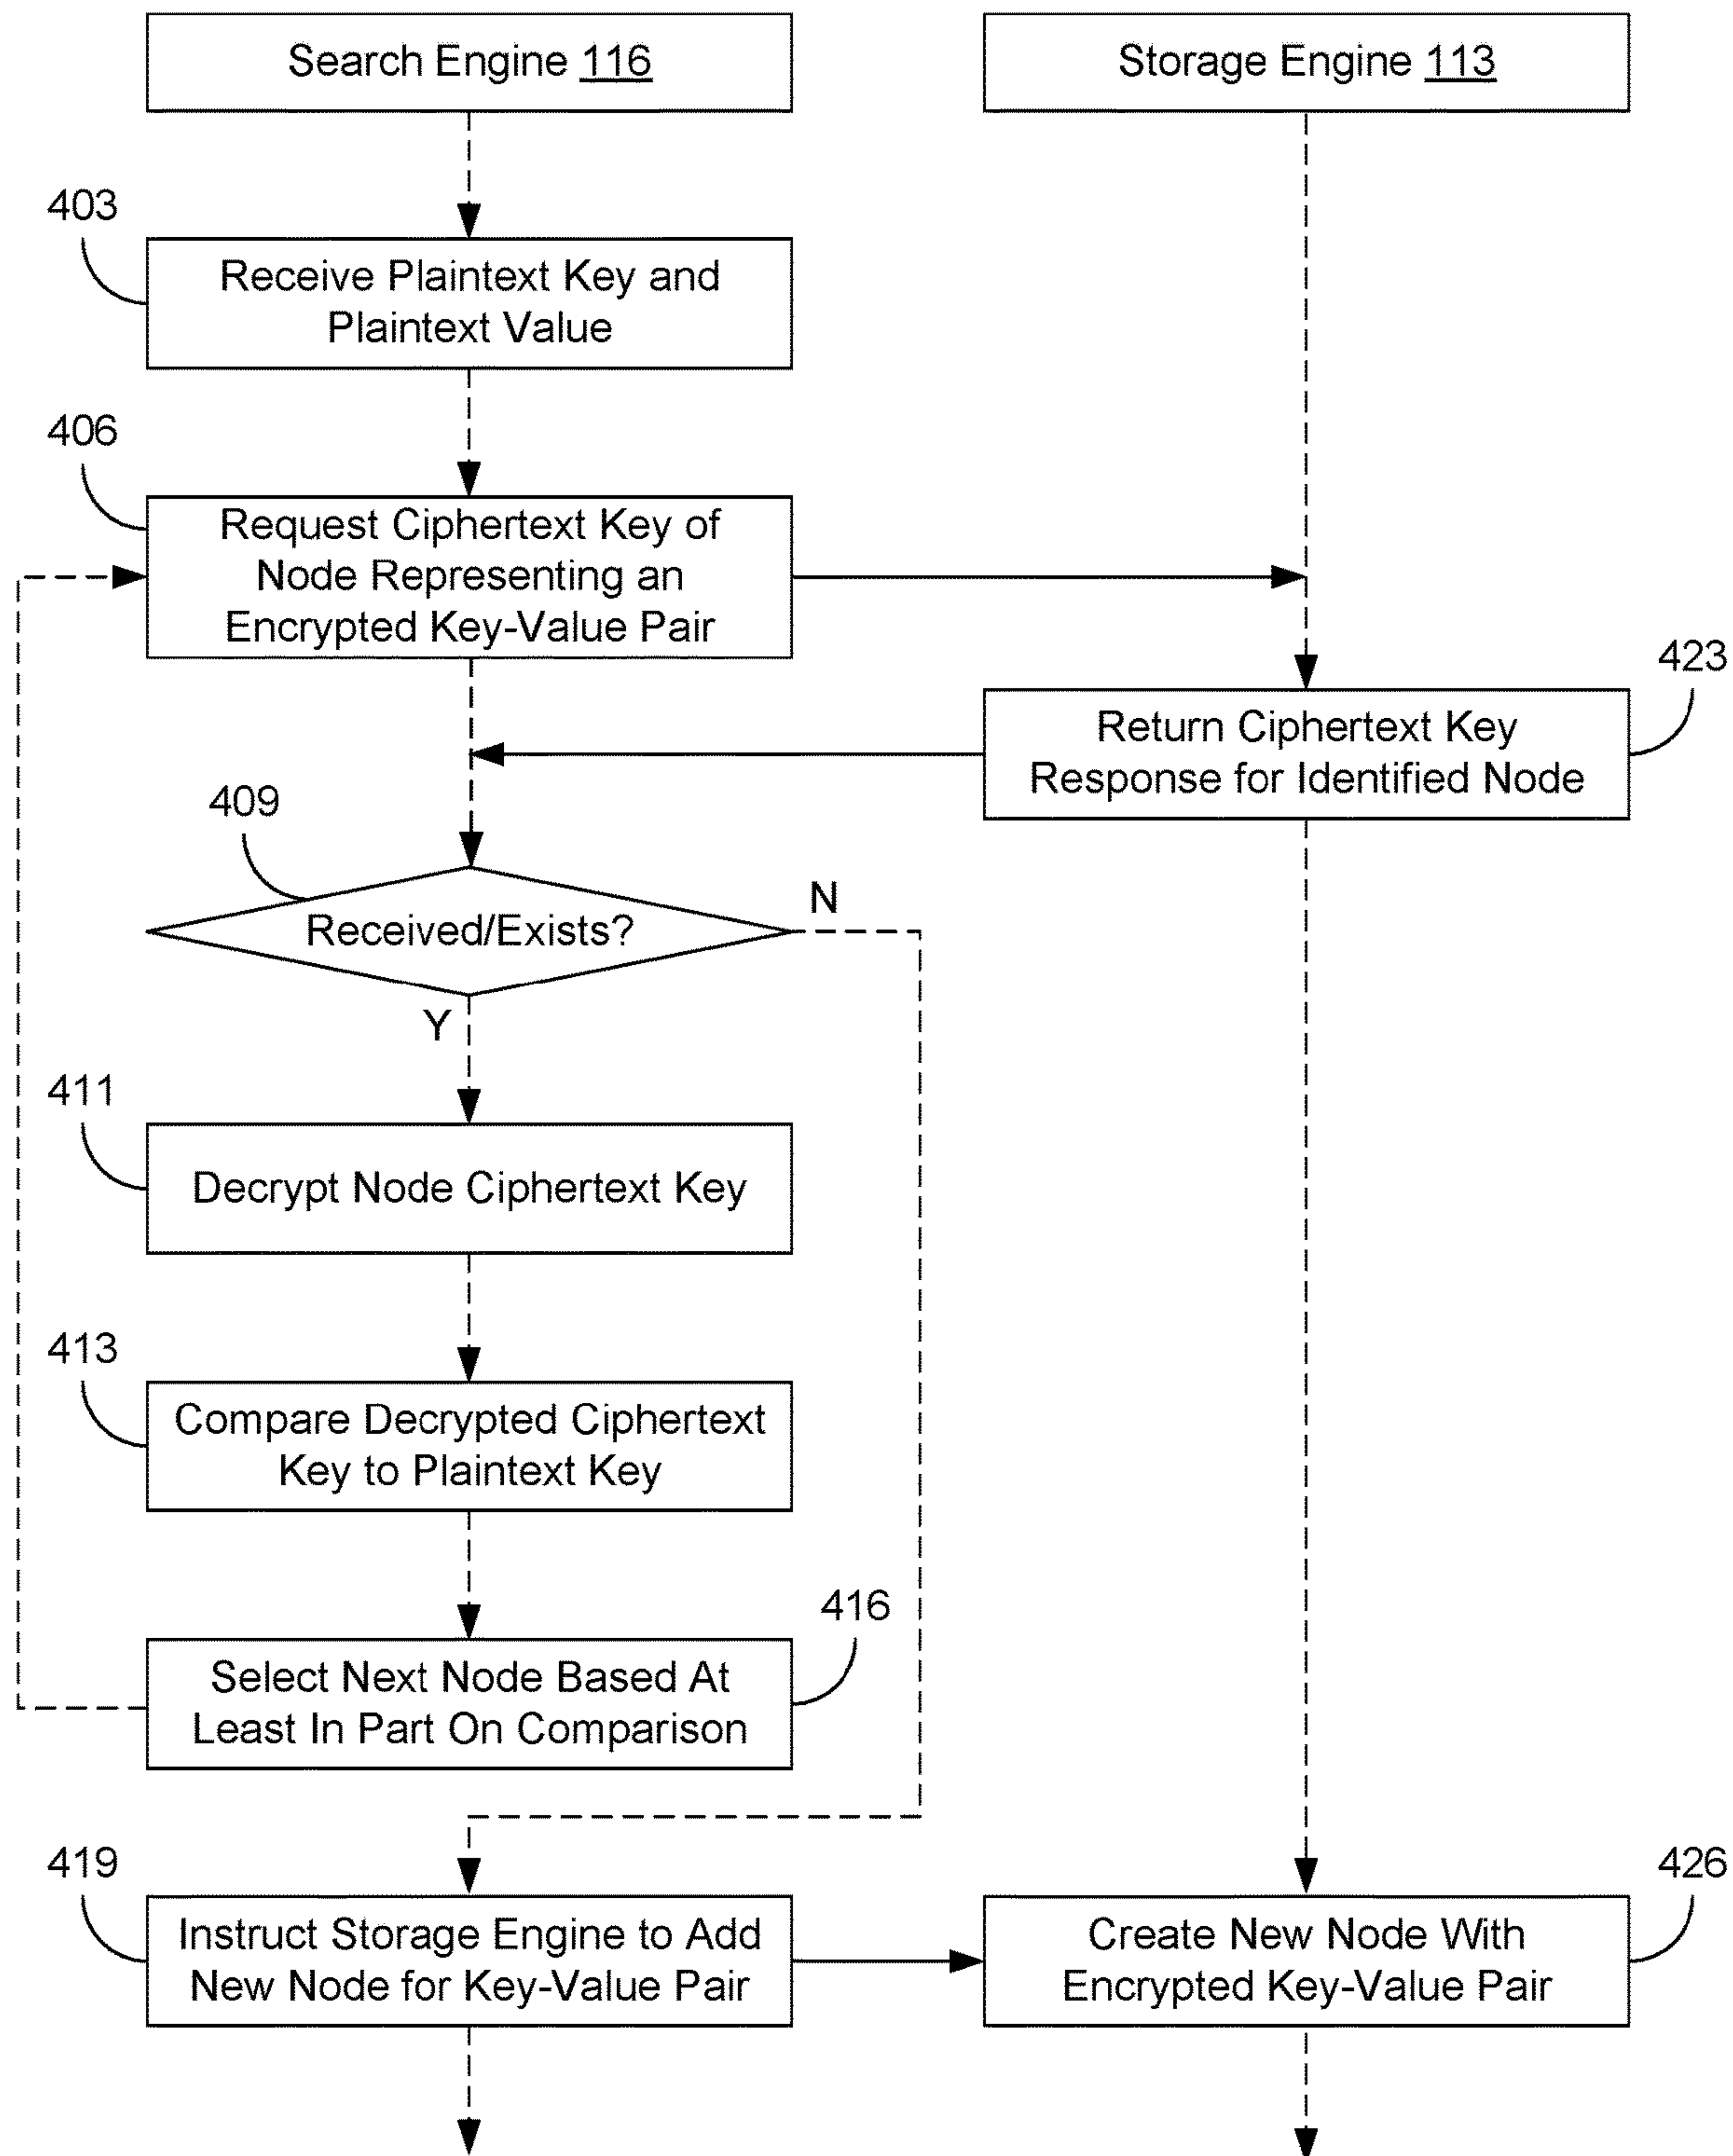 Search Engine 116
Storage Engine 113
403
Receive Plaintext Key and
Plaintext Value
406
Request Ciphertext Key of
Node Representing an
Encrypted Key-Value Pair
423
Return Ciphertext Key
Response for Identified Node
409
Received/Exists?
N
Y
411
Decrypt Node Ciphertext Key
413
Compare Decrypted Ciphertext
Key to Plaintext Key
416
Select Next Node Based At
Least In Part On Comparison
419
Instruct Storage Engine to Add
New Node for Key-Value Pair
426
Create New Node With
Encrypted Key-Value Pair